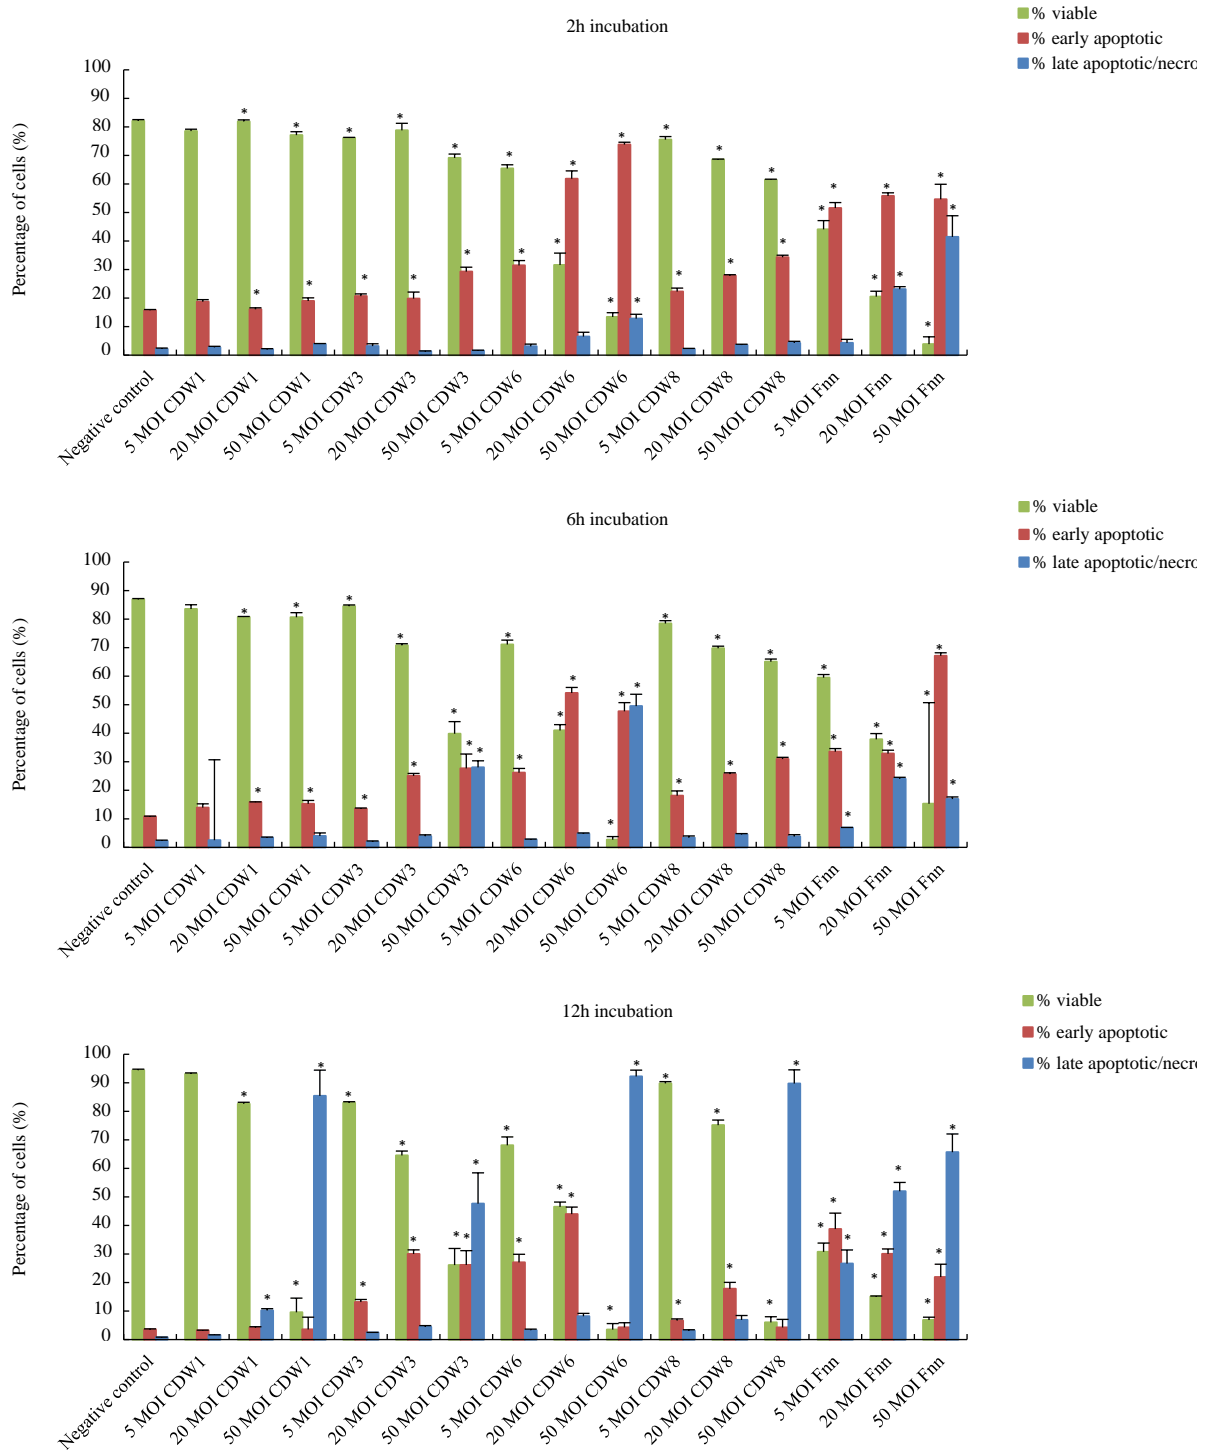 2h incubation
% viable
% early apoptotic
% late apoptotic/necro
Percentage of cells (%)
100
90
80
70
60
50
40
30
20
10
0
Negative control
5 MOI CDW1
20 MOI CDW1
50 MOI CDW1
5 MOI CDW3
20 MOI CDW3
50 MOI CDW3
5 MOI CDW6
20 MOI CDW6
50 MOI CDW6
5 MOI CDW8
20 MOI CDW8
50 MOI CDW8
5 MOI Fnn
20 MOI Fnn
50 MOI Fnn
6h incubation
% viable
% early apoptotic
% late apoptotic/necro
Percentage of cells (%)
100
90
80
70
60
50
40
30
20
10
0
Negative control
5 MOI CDW1
20 MOI CDW1
50 MOI CDW1
5 MOI CDW3
20 MOI CDW3
50 MOI CDW3
5 MOI CDW6
20 MOI CDW6
50 MOI CDW6
5 MOI CDW8
20 MOI CDW8
50 MOI CDW8
5 MOI Fnn
20 MOI Fnn
50 MOI Fnn
12h incubation
% viable
% early apoptotic
% late apoptotic/necro
Percentage of cells (%)
100
90
80
70
60
50
40
30
20
10
0
Negative control
5 MOI CDW1
20 MOI CDW1
50 MOI CDW1
5 MOI CDW3
20 MOI CDW3
50 MOI CDW3
5 MOI CDW6
20 MOI CDW6
50 MOI CDW6
5 MOI CDW8
20 MOI CDW8
50 MOI CDW8
5 MOI Fnn
20 MOI Fnn
50 MOI Fnn